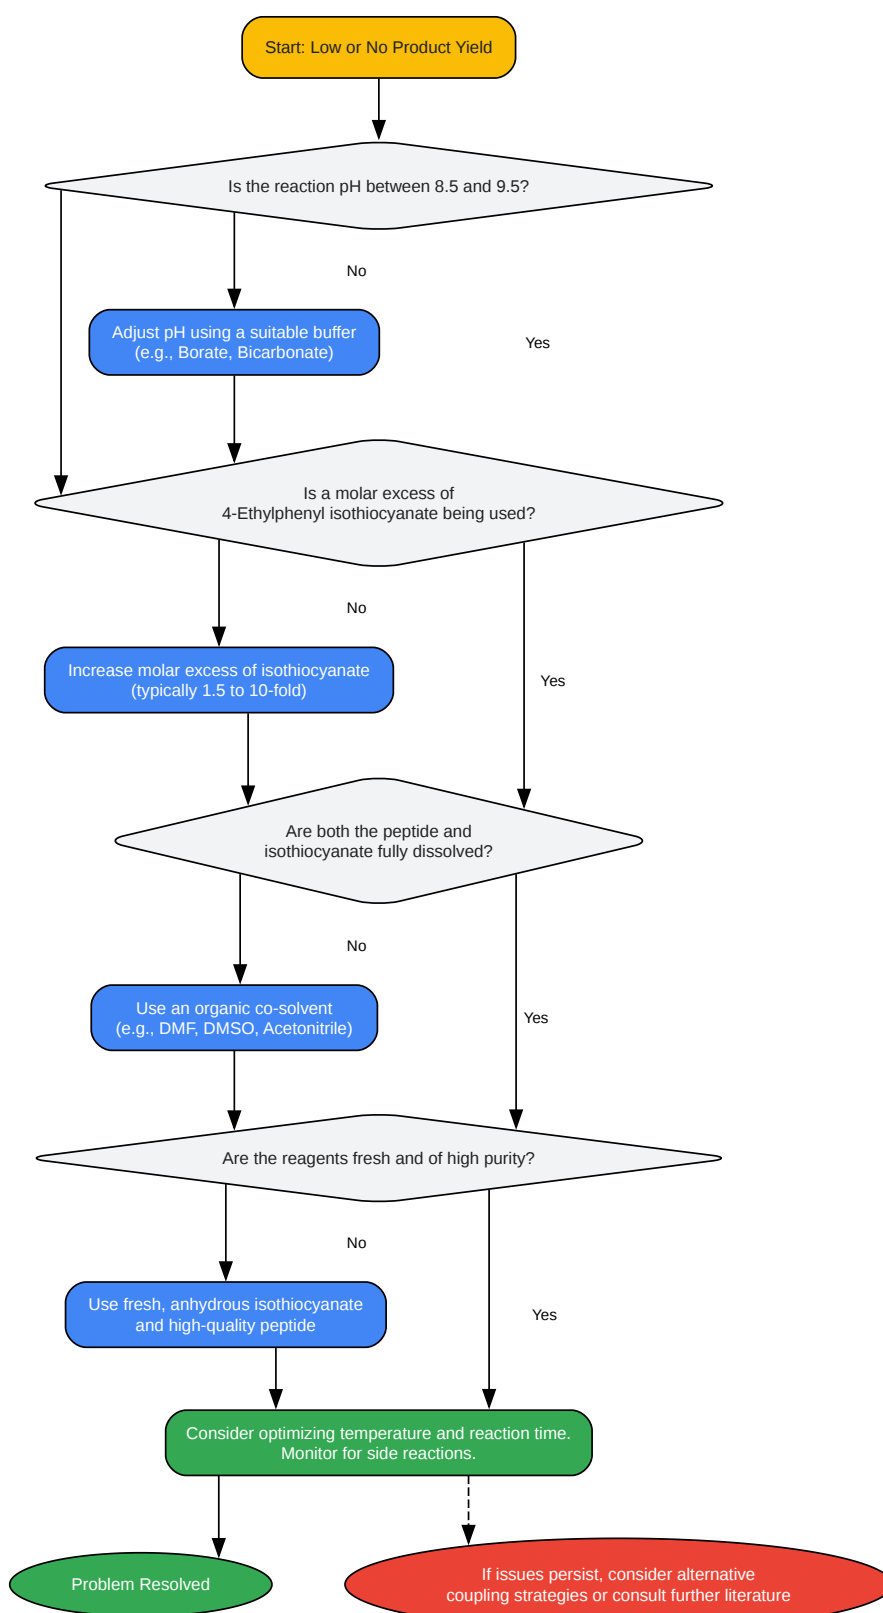 Start: Low or No Product Yield
Is the reaction pH between 8.5 and 9.5?
No
Adjust pH using a suitable buffer
(e.g., Borate, Bicarbonate)
Yes
Is a molar excess of
4-Ethylphenyl isothiocyanate being used?
No
Increase molar excess of isothiocyanate
(typically 1.5 to 10-fold)
Yes
Are both the peptide and
isothiocyanate fully dissolved?
No
Use an organic co-solvent
(e.g., DMF, DMSO, Acetonitrile)
Yes
Are the reagents fresh and of high purity?
No
Use fresh, anhydrous isothiocyanate
and high-quality peptide
Yes
Consider optimizing temperature and reaction time.
Monitor for side reactions.
Problem Resolved
If issues persist, consider alternative
coupling strategies or consult further literature